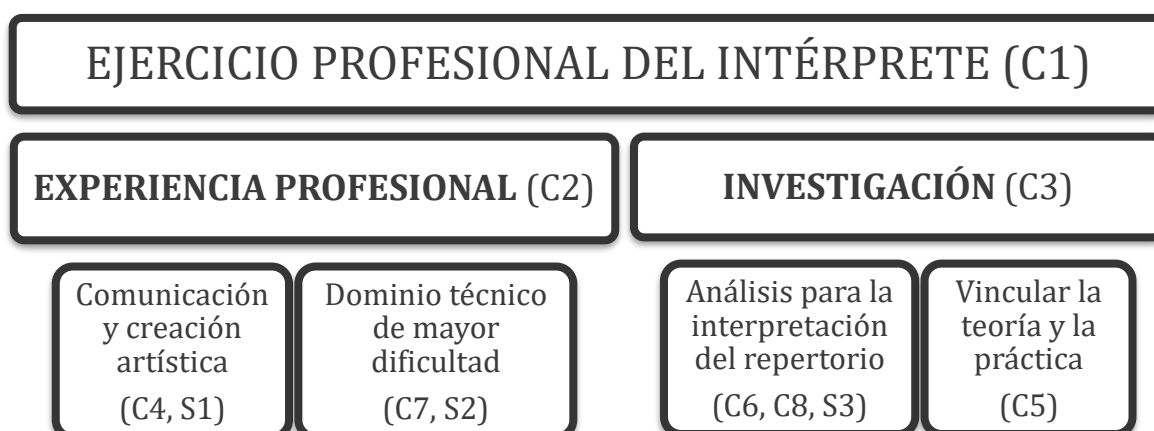 EJERCICIO PROFESIONAL DEL INTÉRPRETE (C1)
EXPERIENCIA PROFESIONAL (C2)
INVESTIGACIÓN (C3)
Comunicación
y creación
artística
(C4, S1)
Dominio técnico
de mayor
dificultad
(C7, S2)
Análisis para la
interpretación
del repertorio
(C6, C8, S3)
Vincular la
teoría y la
práctica
(C5)